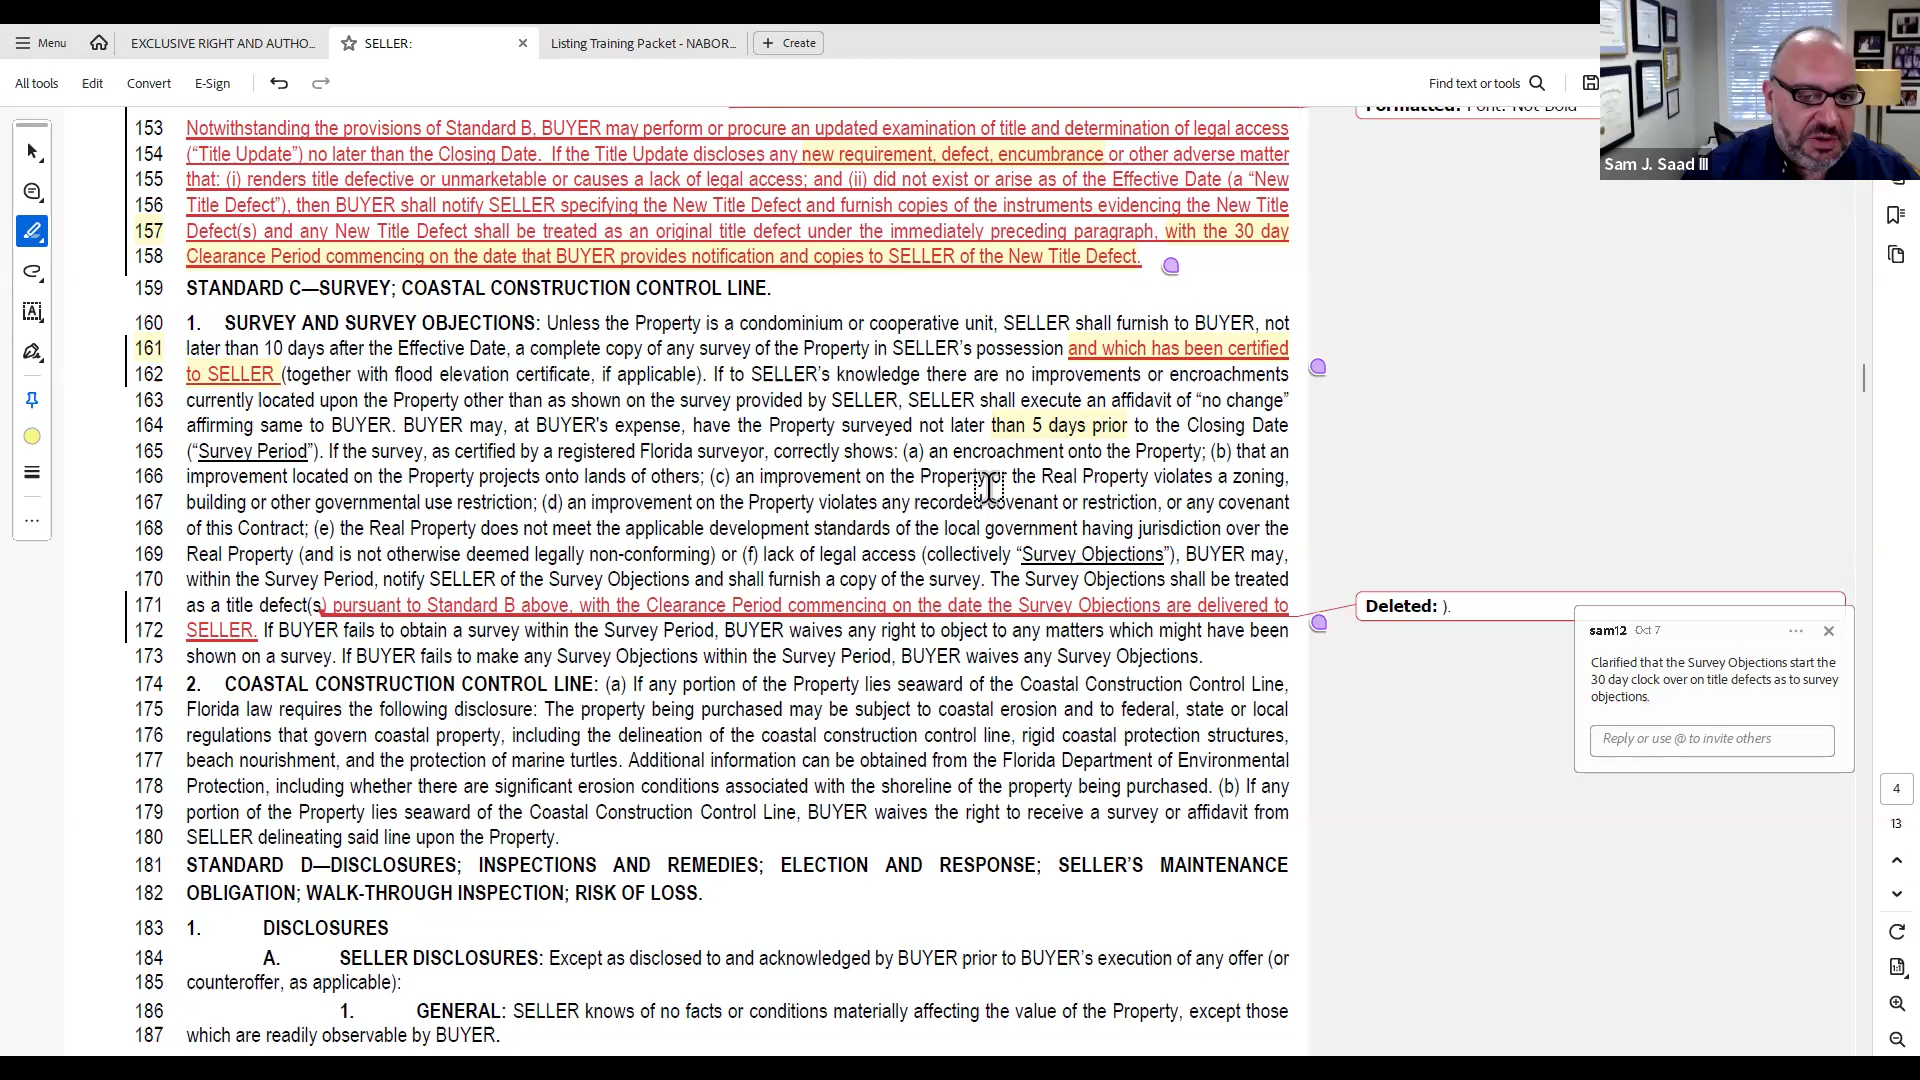 Menu
EXCLUSIVE RIGHT AND AUTHO...
SELLER:
Listing Training Packet - NABOR...
Create
All tools
Edit
Convert
E-Sign
Find text or tools
Sam J. Saad III
Formatted: Font: Not Bold
153 Notwithstanding the provisions of Standard B, BUYER may perform or procure an updated examination of title and determination of legal access
154 (“Title Update”) no later than the Closing Date. If the Title Update discloses any new requirement, defect, encumbrance or other adverse matter
155 that: (i) renders title defective or unmarketable or causes a lack of legal access; and (ii) did not exist or arise as of the Effective Date (a “New
156 Title Defect”), then BUYER shall notify SELLER specifying the New Title Defect and furnish copies of the instruments evidencing the New Title
157 Defect(s) and any New Title Defect shall be treated as an original title defect under the immediately preceding paragraph, with the 30 day
158 Clearance Period commencing on the date that BUYER provides notification and copies to SELLER of the New Title Defect.
159 STANDARD C—SURVEY; COASTAL CONSTRUCTION CONTROL LINE.
160 1. SURVEY AND SURVEY OBJECTIONS: Unless the Property is a condominium or cooperative unit, SELLER shall furnish to BUYER, not
161 later than 10 days after the Effective Date, a complete copy of any survey of the Property in SELLER’s possession and which has been certified
162 to SELLER (together with flood elevation certificate, if applicable). If to SELLER’s knowledge there are no improvements or encroachments
163 currently located upon the Property other than as shown on the survey provided by SELLER, SELLER shall execute an affidavit of “no change”
164 affirming same to BUYER. BUYER may, at BUYER's expense, have the Property surveyed not later than 5 days prior to the Closing Date
165 (“Survey Period”). If the survey, as certified by a registered Florida surveyor, correctly shows: (a) an encroachment onto the Property; (b) that an
166 improvement located on the Property projects onto lands of others; (c) an improvement on the Property or the Real Property violates a zoning,
167 building or other governmental use restriction; (d) an improvement on the Property violates any recorded covenant or restriction, or any covenant
168 of this Contract; (e) the Real Property does not meet the applicable development standards of the local government having jurisdiction over the
169 Real Property (and is not otherwise deemed legally non-conforming) or (f) lack of legal access (collectively “Survey Objections”), BUYER may,
170 within the Survey Period, notify SELLER of the Survey Objections and shall furnish a copy of the survey. The Survey Objections shall be treated
171 as a title defect(s) pursuant to Standard B above, with the Clearance Period commencing on the date the Survey Objections are delivered to
172 SELLER. If BUYER fails to obtain a survey within the Survey Period, BUYER waives any right to object to any matters which might have been
173 shown on a survey. If BUYER fails to make any Survey Objections within the Survey Period, BUYER waives any Survey Objections.
174 2. COASTAL CONSTRUCTION CONTROL LINE: (a) If any portion of the Property lies seaward of the Coastal Construction Control Line,
175 Florida law requires the following disclosure: The property being purchased may be subject to coastal erosion and to federal, state or local
176 regulations that govern coastal property, including the delineation of the coastal construction control line, rigid coastal protection structures,
177 beach nourishment, and the protection of marine turtles. Additional information can be obtained from the Florida Department of Environmental
178 Protection, including whether there are significant erosion conditions associated with the shoreline of the property being purchased. (b) If any
179 portion of the Property lies seaward of the Coastal Construction Control Line, BUYER waives the right to receive a survey or affidavit from
180 SELLER delineating said line upon the Property.
181 STANDARD D—DISCLOSURES; INSPECTIONS AND REMEDIES; ELECTION AND RESPONSE; SELLER’S MAINTENANCE
182 OBLIGATION; WALK-THROUGH INSPECTION; RISK OF LOSS.
183 1. DISCLOSURES
184 A. SELLER DISCLOSURES: Except as disclosed to and acknowledged by BUYER prior to BUYER’s execution of any offer (or
185 counteroffer, as applicable):
186 1. GENERAL: SELLER knows of no facts or conditions materially affecting the value of the Property, except those
187 which are readily observable by BUYER.
Deleted: ).
sam12 Oct 7
Clarified that the Survey Objections start the
30 day clock over on title defects as to survey
objections.
Reply or use @ to invite others
4
13